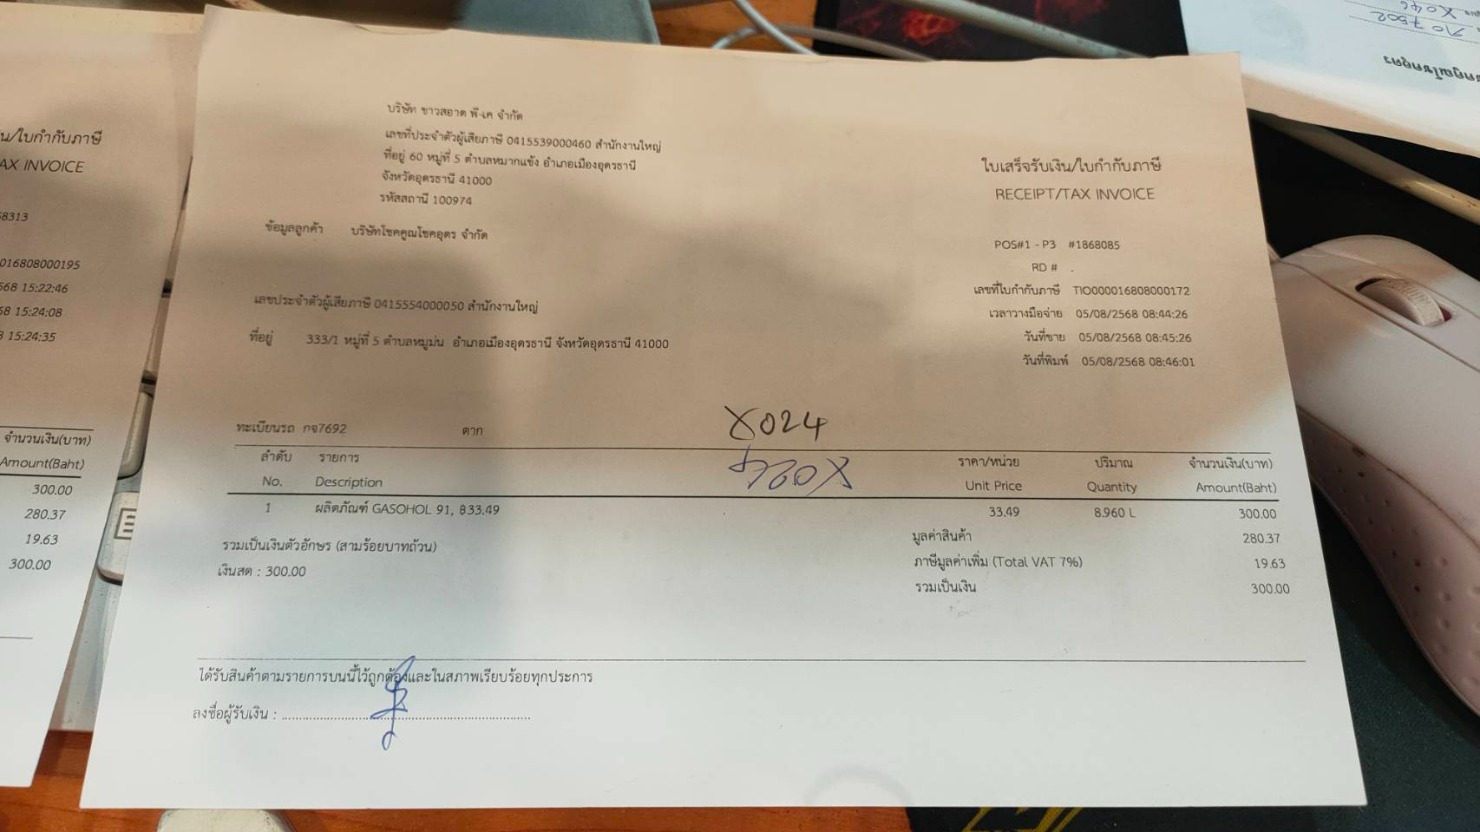 บริษัท ขาวสอาด พี-เค จำกัด
เลขที่ประจำตัวผู้เสียภาษี 0415539000460 สำนักงานใหญ่
ที่อยู่ 60 หมู่ที่ 5 ตำบลหมากแข้ง อำเภอเมืองอุดรธานี
จังหวัดอุดรธานี 41000
รหัสสถานี 100974
ข้อมูลลูกค้า บริษัทโชคคูณโชคอุดร จำกัด
เลขประจำตัวผู้เสียภาษี 0415554000050 สำนักงานใหญ่
ที่อยู่ 333/1 หมู่ที่ 5 ตำบลหมูม่น อำเภอเมืองอุดรธานี จังหวัดอุดรธานี 41000
ใบเสร็จรับเงิน/ใบกำกับภาษี
RECEIPT/TAX INVOICE
POS#1 - P3 #1868085
RD # .
เลขที่ใบกำกับภาษี TIO000016808000172
เวลาวางมือจ่าย 05/08/2568 08:44:26
วันที่ขาย 05/08/2568 08:45:26
วันที่พิมพ์ 05/08/2568 08:46:01
ทะเบียนรถ กจ7692 ตาก
X024
ลำดับ รายการ ราคา/หน่วย ปริมาณ จำนวนเงิน(บาท)
No. Description Unit Price Quantity Amount(Baht)
1 ผลิตภัณฑ์ GASOHOL 91, ฿33.49 33.49 8.960 L 300.00
มูลค่าสินค้า 280.37
รวมเป็นเงินตัวอักษร (สามร้อยบาทถ้วน)
ภาษีมูลค่าเพิ่ม (Total VAT 7%) 19.63
เงินสด : 300.00
รวมเป็นเงิน 300.00
ได้รับสินค้าตามรายการบนนี้ไว้ถูกต้องและในสภาพเรียบร้อยทุกประการ
ลงชื่อผู้รับเงิน :
น/ใบกำกับภาษี
AX INVOICE
68313
016808000195
568 15:22:46
68 15:24:08
8 15:24:35
จำนวนเงิน(บาท)
Amount(Baht)
300.00
280.37
19.63
300.00
X046